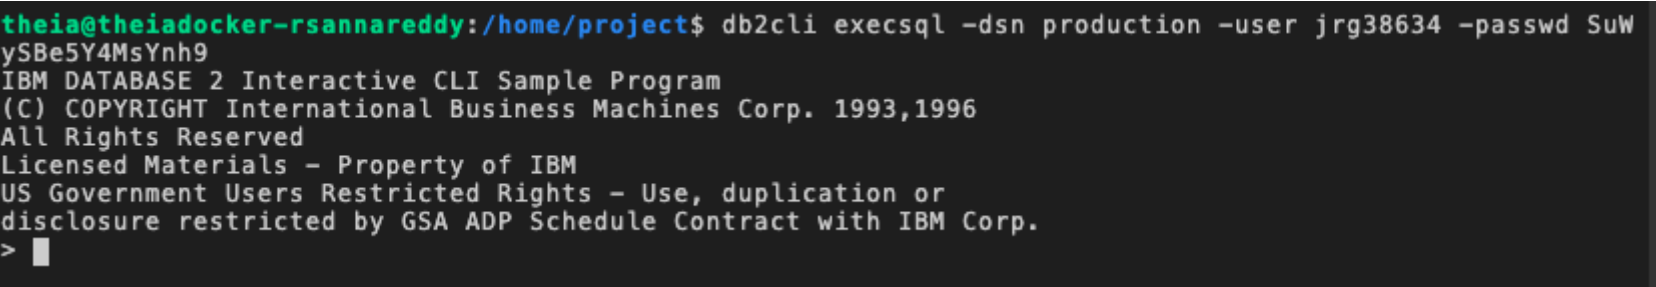 theia@theiadocker-rsannareddy:/home/project$ db2cli execsql -dsn production -user jrg38634 -passwd SuW
ySBe5Y4MsYnh9
IBM DATABASE 2 Interactive CLI Sample Program
(C) COPYRIGHT International Business Machines Corp. 1993,1996
All Rights Reserved
Licensed Materials - Property of IBM
US Government Users Restricted Rights - Use, duplication or
disclosure restricted by GSA ADP Schedule Contract with IBM Corp.
>